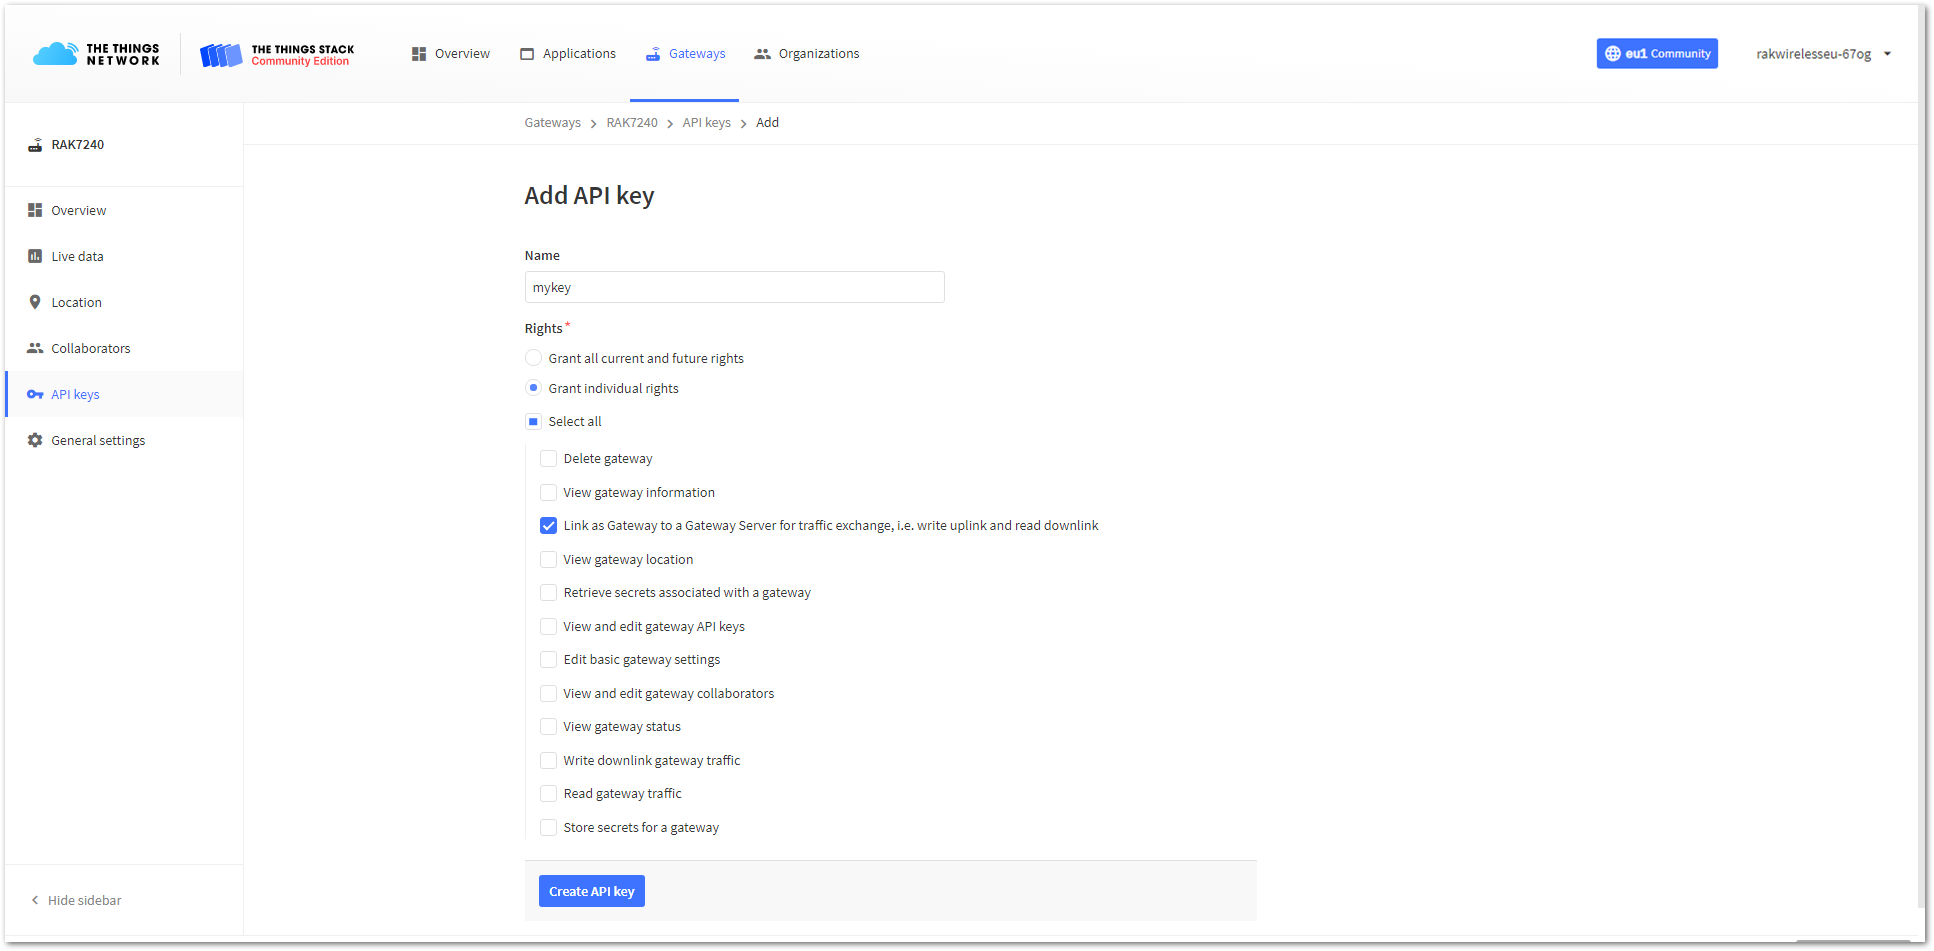 THE THINGS NETWORK
THE THINGS STACK
Community Edition
Overview
Applications
Gateways
Organizations
eu1 Community
rakwirelesseu-67og
RAK7240
Overview
Live data
Location
Collaborators
API keys
General settings
Hide sidebar
Gateways > RAK7240 > API keys > Add
Add API key
Name
mykey
Rights*
Grant all current and future rights
Grant individual rights
Select all
Delete gateway
View gateway information
Link as Gateway to a Gateway Server for traffic exchange, i.e. write uplink and read downlink
View gateway location
Retrieve secrets associated with a gateway
View and edit gateway API keys
Edit basic gateway settings
View and edit gateway collaborators
View gateway status
Write downlink gateway traffic
Read gateway traffic
Store secrets for a gateway
Create API key